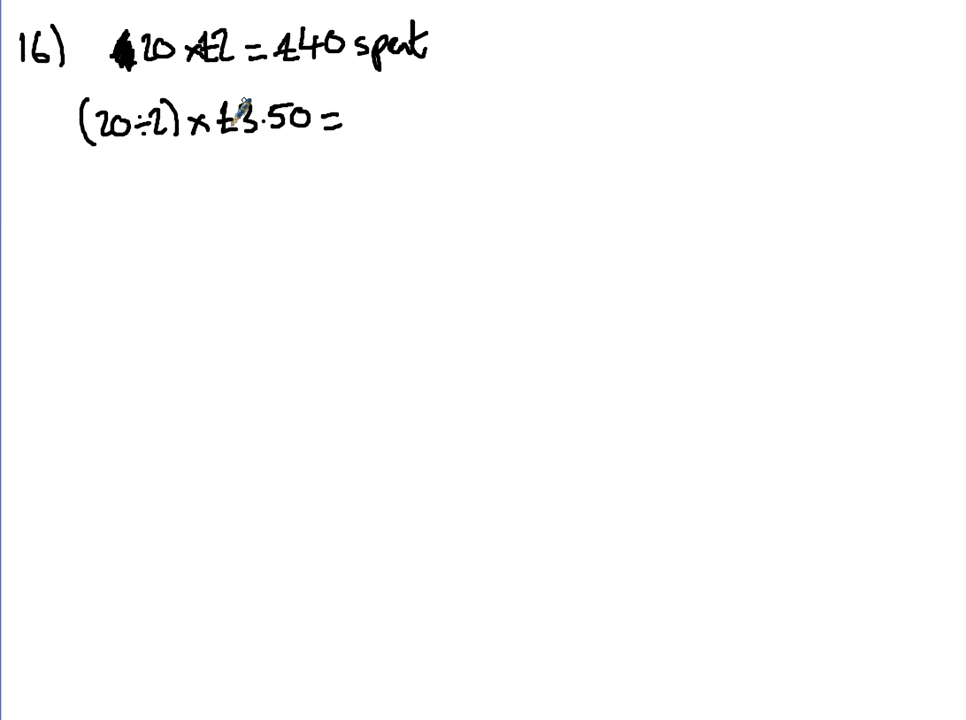 16) 20 × £2 = £40 spent
(20÷2) × £3.50 =